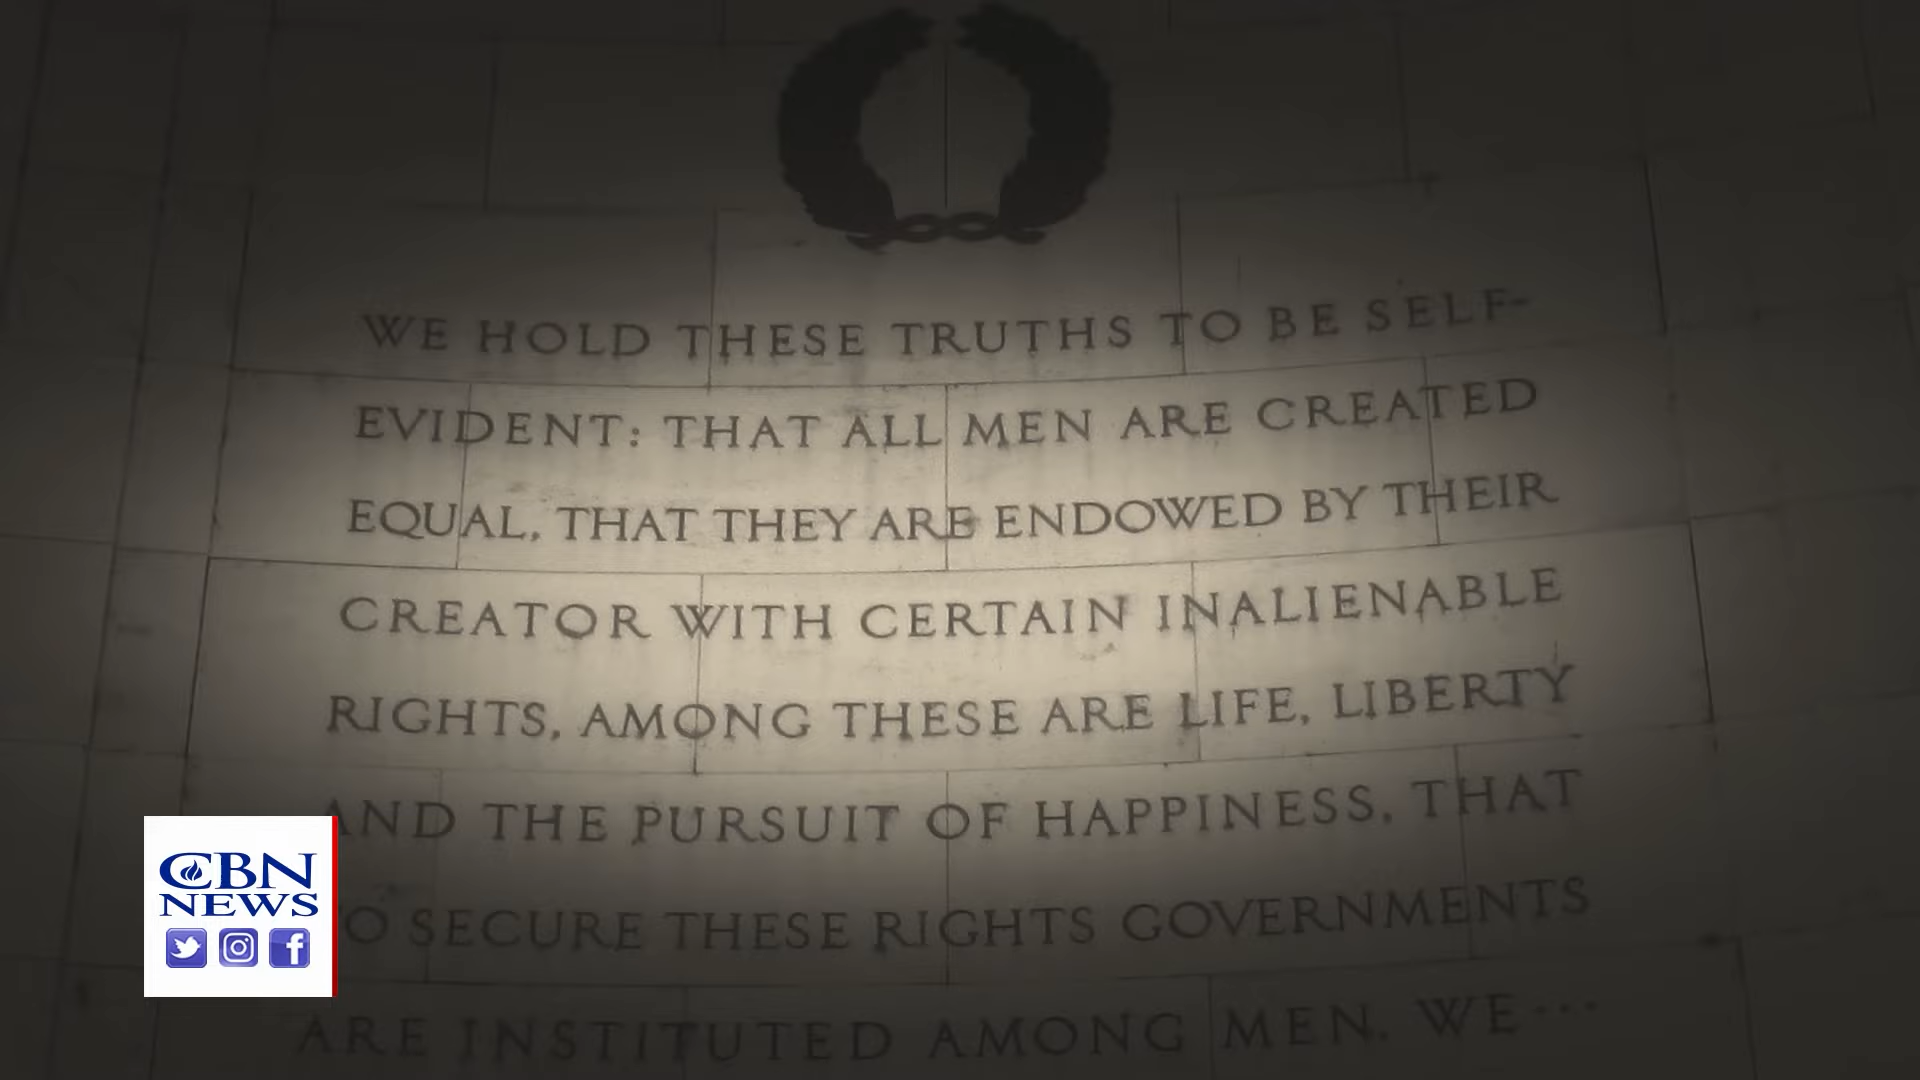 WE HOLD THESE TRUTHS TO BE SELF-
EVIDENT: THAT ALL MEN ARE CREATED
EQUAL, THAT THEY ARE ENDOWED BY THEIR
CREATOR WITH CERTAIN INALIENABLE
RIGHTS, AMONG THESE ARE LIFE, LIBERTY
AND THE PURSUIT OF HAPPINESS, THAT
TO SECURE THESE RIGHTS GOVERNMENTS
ARE INSTITUTED AMONG MEN. WE···
CBN
NEWS